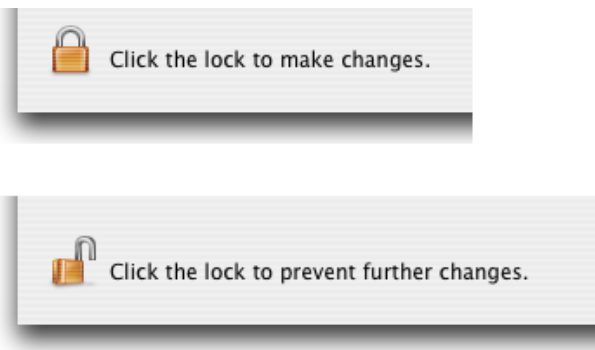 Click the lock to make changes.
Click the lock to prevent further changes.